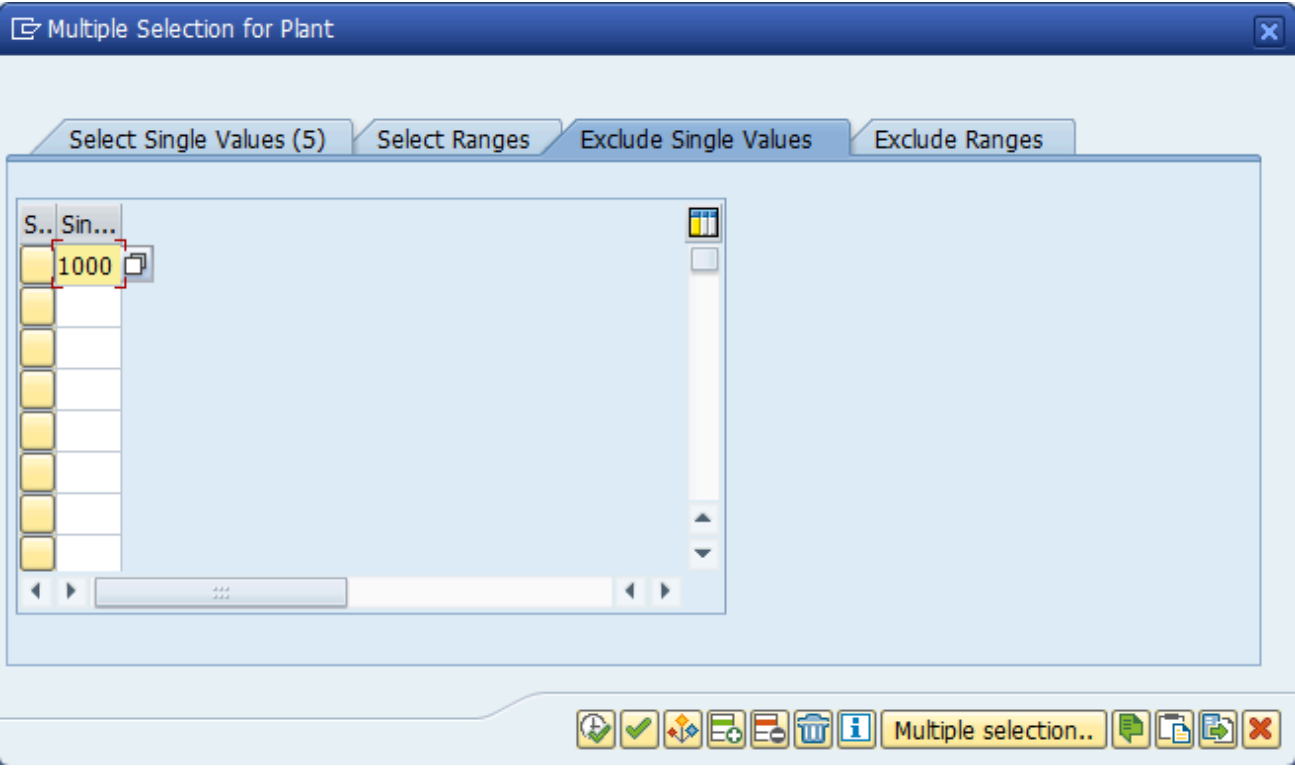 Multiple Selection for Plant
Select Single Values (5) Select Ranges Exclude Single Values Exclude Ranges
S.. Sin...
1000
Multiple selection..